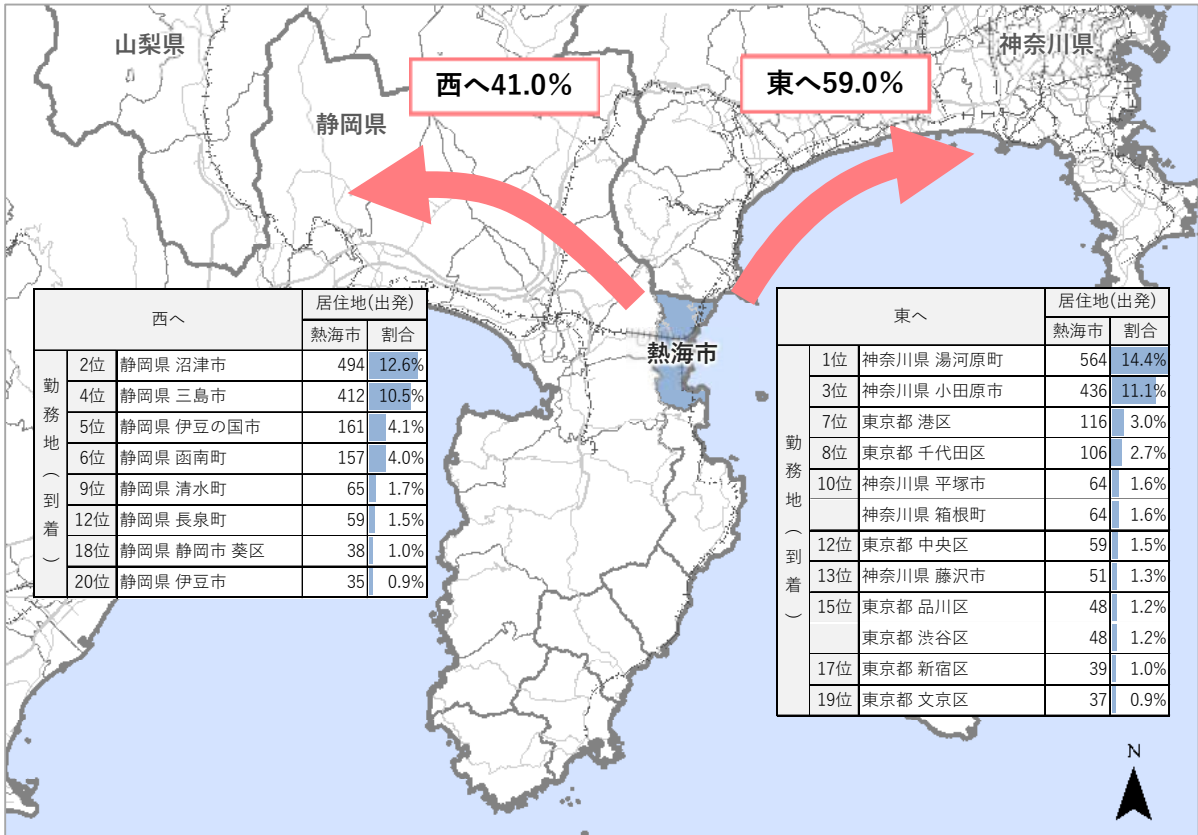 山梨県
神奈川県
静岡県
西へ41.0%
東へ59.0%
熱海市
西へ 居住地(出発)
熱海市 割合
勤務地(到着)
2位 静岡県 沼津市 494 12.6%
4位 静岡県 三島市 412 10.5%
5位 静岡県 伊豆の国市 161 4.1%
6位 静岡県 函南町 157 4.0%
9位 静岡県 清水町 65 1.7%
12位 静岡県 長泉町 59 1.5%
18位 静岡県 静岡市 葵区 38 1.0%
20位 静岡県 伊豆市 35 0.9%
東へ 居住地(出発)
熱海市 割合
勤務地(到着)
1位 神奈川県 湯河原町 564 14.4%
3位 神奈川県 小田原市 436 11.1%
7位 東京都 港区 116 3.0%
8位 東京都 千代田区 106 2.7%
10位 神奈川県 平塚市 64 1.6%
神奈川県 箱根町 64 1.6%
12位 東京都 中央区 59 1.5%
13位 神奈川県 藤沢市 51 1.3%
15位 東京都 品川区 48 1.2%
東京都 渋谷区 48 1.2%
17位 東京都 新宿区 39 1.0%
19位 東京都 文京区 37 0.9%
N